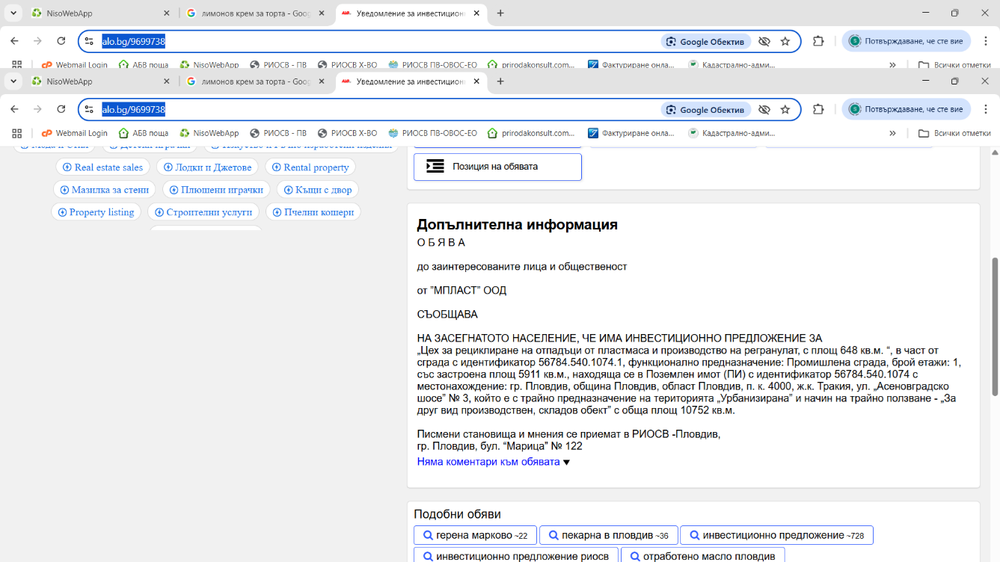 NisoWebApp
лимонов крем за торта - Goog
Уведомление за инвестицион
alo.bg/9699738
Google Обектив
S Потвърждаване, че сте вие
Webmail Login
АБВ поща
NisoWebApp
РИОСВ - ПВ
РИОСВ Х-ВО
РИОСВ ПВ-ОВОС-ЕО
prirodakonsult.com...
Фактуриране онла...
Кадастрално-адми...
Всички отметки
NisoWebApp
лимонов крем за торта - Goog
Уведомление за инвестицион
alo.bg/9699738
Google Обектив
S Потвърждаване, че сте вие
Webmail Login
АБВ поща
NisoWebApp
РИОСВ - ПВ
РИОСВ Х-ВО
РИОСВ ПВ-ОВОС-ЕО
prirodakonsult.com...
Фактуриране онла...
Кадастрално-адми...
Всички отметки
Real estate sales
Лодки и Джетове
Rental property
Мазилка за стени
Плюшени играчки
Къщи с двор
Property listing
Строителни услуги
Пчелни кошери
Позиция на обявата
Допълнителна информация
О Б Я В А
до заинтересованите лица и общественост
от ”МПЛАСТ” ООД
СЪОБЩАВА
НА ЗАСЕГНАТОТО НАСЕЛЕНИЕ, ЧЕ ИМА ИНВЕСТИЦИОННО ПРЕДЛОЖЕНИЕ ЗА
„Цех за рециклиране на отпадъци от пластмаса и производство на регранулат, с площ 648 кв.м. “, в част от
сграда с идентификатор 56784.540.1074.1, функционално предназначение: Промишлена сграда, брой етажи: 1,
със застроена площ 5911 кв.м., находяща се в Поземлен имот (ПИ) с идентификатор 56784.540.1074 с
местонахождение: гр. Пловдив, община Пловдив, област Пловдив, п. к. 4000, ж.к. Тракия, ул. „Асеновградско
шосе” № 3, който е с трайно предназначение на територията „Урбанизирана” и начин на трайно ползване - „За
друг вид производствен, складов обект” с обща площ 10752 кв.м.
Писмени становища и мнения се приемат в РИОСВ -Пловдив,
гр. Пловдив, бул. “Марица” № 122
Няма коментари към обявата ▼
Подобни обяви
герена марково ~22
пекарна в пловдив ~36
инвестиционно предложение ~728
инвестиционно предложение риосв
отработено масло пловдив